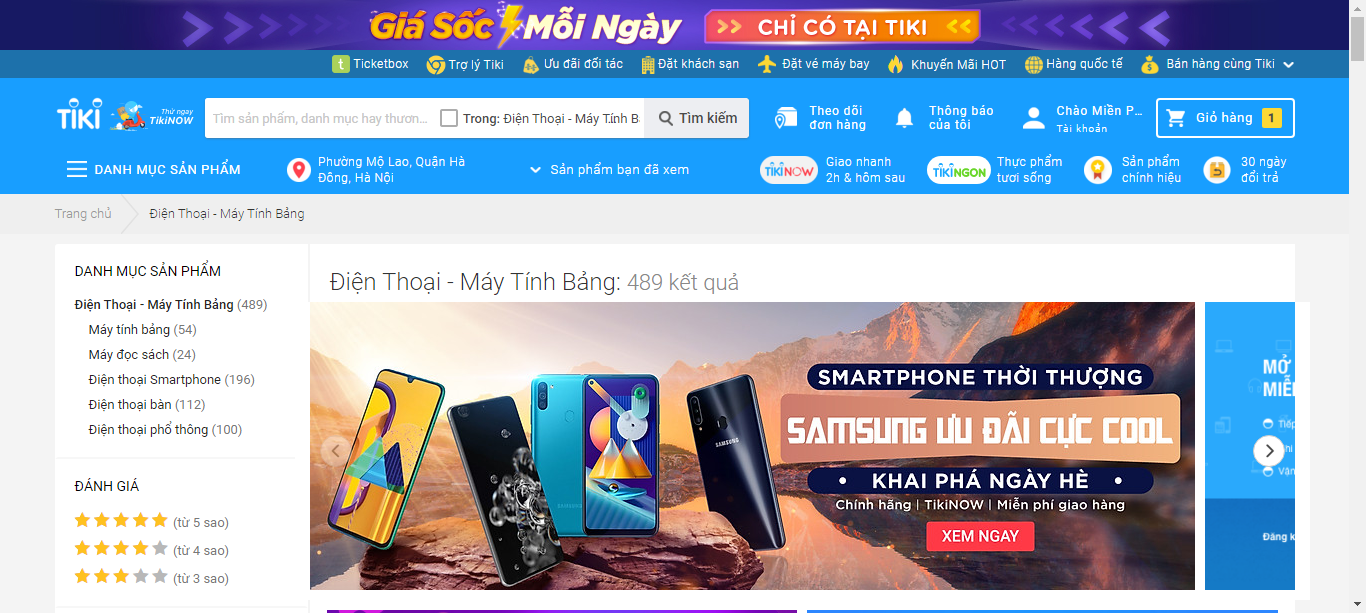 Giá Sốc Mỗi Ngày
CHỈ CÓ TẠI TIKI
Ticketbox
Trợ lý Tiki
Ưu đãi đối tác
Đặt khách sạn
Đặt vé máy bay
Khuyến Mãi HOT
Hàng quốc tế
Bán hàng cùng Tiki
TIKI
Thứ ngay
TikiNOW
Tìm sản phẩm, danh mục hay thươn...
Trong: Điện Thoại - Máy Tính B
Tìm kiếm
Theo dõi
đơn hàng
Thông báo
của tôi
Chào Miền P...
Tài khoản
Giỏ hàng 1
DANH MỤC SẢN PHẨM
Phường Mộ Lao, Quận Hà
Đông, Hà Nội
Sản phẩm bạn đã xem
TIKINOW
Giao nhanh
2h & hôm sau
TIKINGON
Thực phẩm
tươi sống
Sản phẩm
chính hiệu
30 ngày
đổi trả
Trang chủ
Điện Thoại - Máy Tính Bảng
DANH MỤC SẢN PHẨM
Điện Thoại - Máy Tính Bảng (489)
Máy tính bảng (54)
Máy đọc sách (24)
Điện thoại Smartphone (196)
Điện thoại bàn (112)
Điện thoại phổ thông (100)
ĐÁNH GIÁ
(từ 5 sao)
(từ 4 sao)
(từ 3 sao)
Điện Thoại - Máy Tính Bảng: 489 kết quả
SAMSUNG
SMARTPHONE THỜI THƯỢNG
SAMSUNG ƯU ĐÃI CỰC COOL
• KHAI PHÁ NGÀY HÈ •
Chính hãng | TikiNOW | Miễn phí giao hàng
XEM NGAY
MỞ
MIỄ
Tiếp
Vận
Đăng k